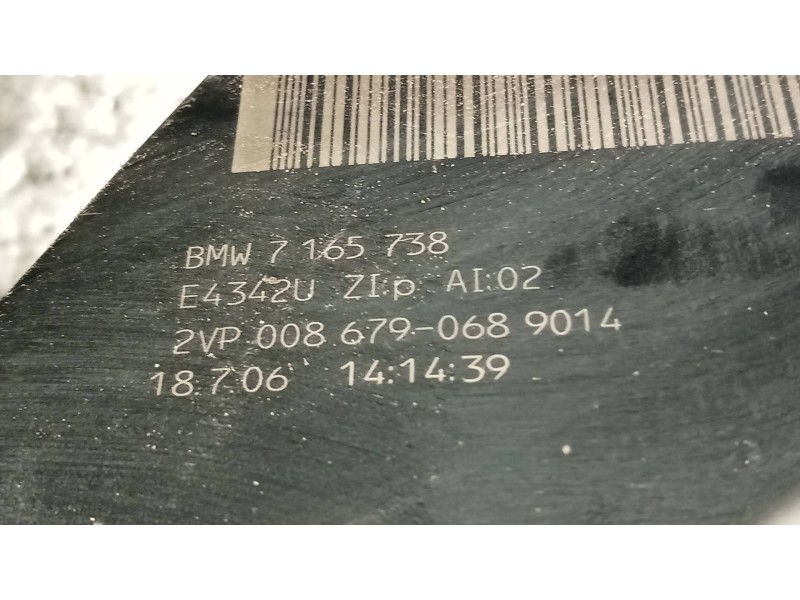 BMW 7 165 738
E4342U ZI:p AI:02
2VP 008 679-068 9014
18.7.06 14:14:39